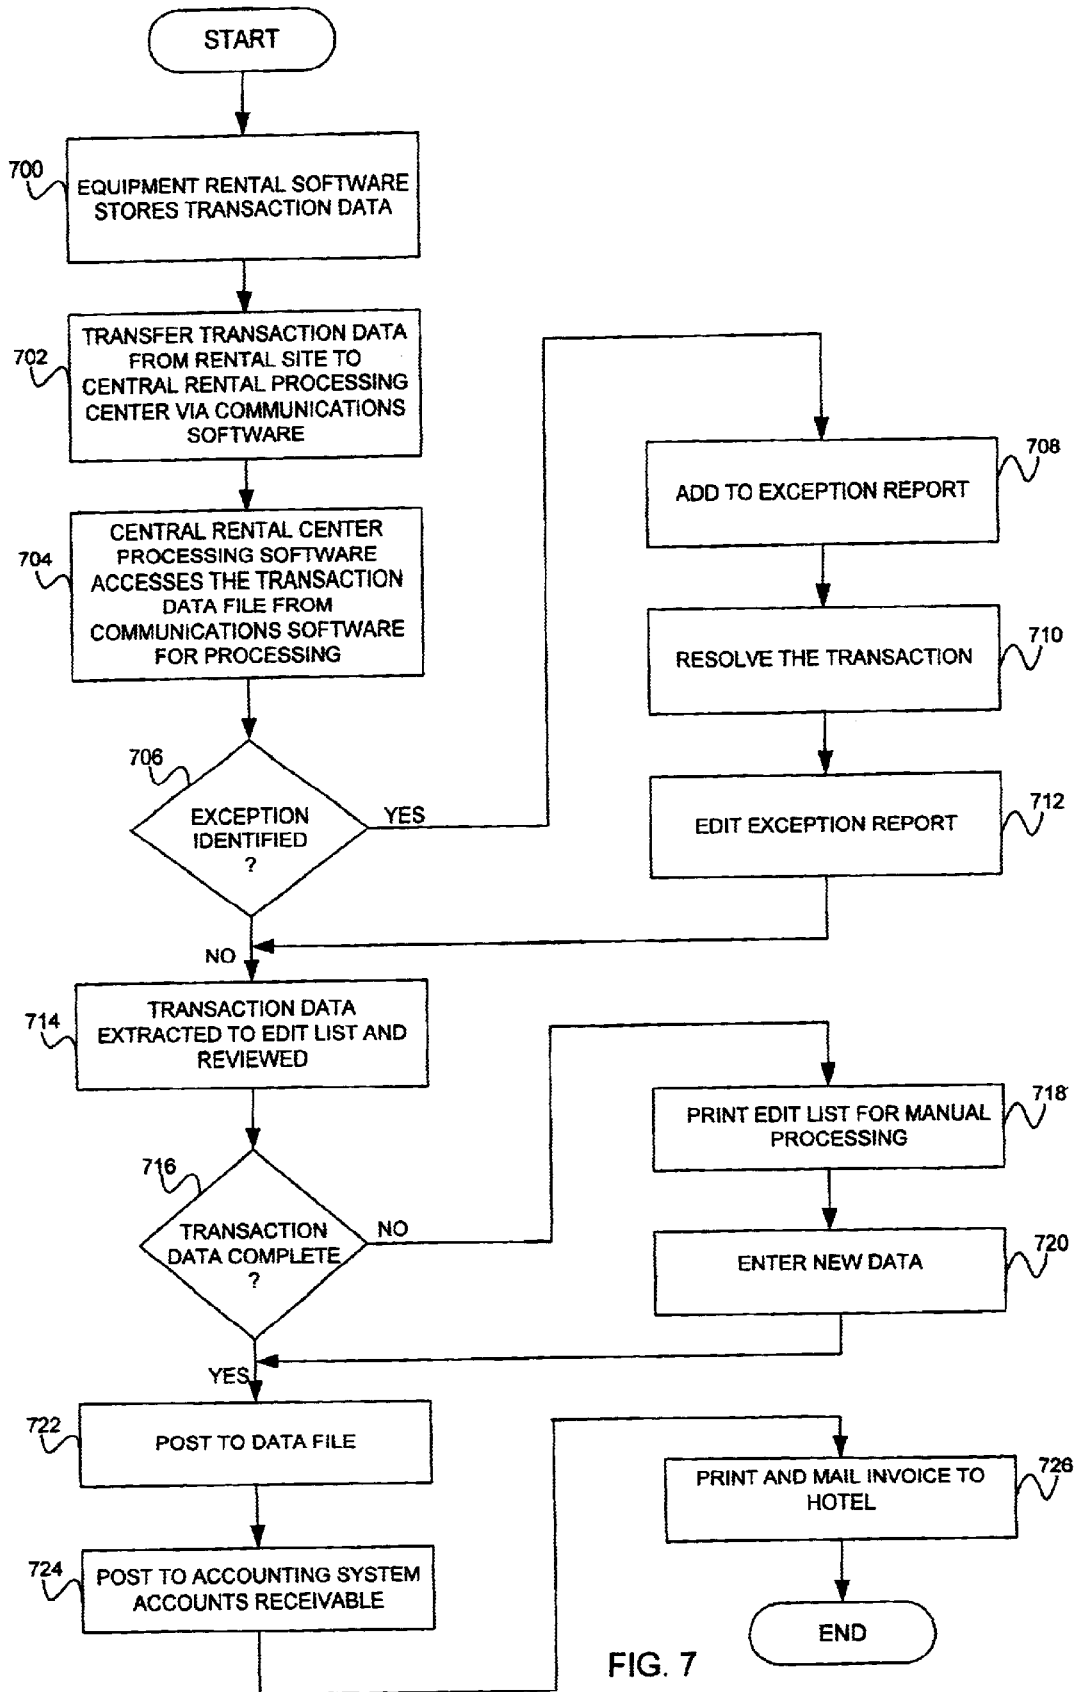 START
700
EQUIPMENT RENTAL SOFTWARE
STORES TRANSACTION DATA
702
TRANSFER TRANSACTION DATA
FROM RENTAL SITE TO
CENTRAL RENTAL PROCESSING
CENTER VIA COMMUNICATIONS
SOFTWARE
704
CENTRAL RENTAL CENTER
PROCESSING SOFTWARE
ACCESSES THE TRANSACTION
DATA FILE FROM
COMMUNICATIONS SOFTWARE
FOR PROCESSING
706
EXCEPTION
IDENTIFIED
?
YES
NO
708
ADD TO EXCEPTION REPORT
710
RESOLVE THE TRANSACTION
712
EDIT EXCEPTION REPORT
714
TRANSACTION DATA
EXTRACTED TO EDIT LIST AND
REVIEWED
716
TRANSACTION
DATA COMPLETE
?
NO
YES
718
PRINT EDIT LIST FOR MANUAL
PROCESSING
720
ENTER NEW DATA
722
POST TO DATA FILE
724
POST TO ACCOUNTING SYSTEM
ACCOUNTS RECEIVABLE
726
PRINT AND MAIL INVOICE TO
HOTEL
END
FIG. 7